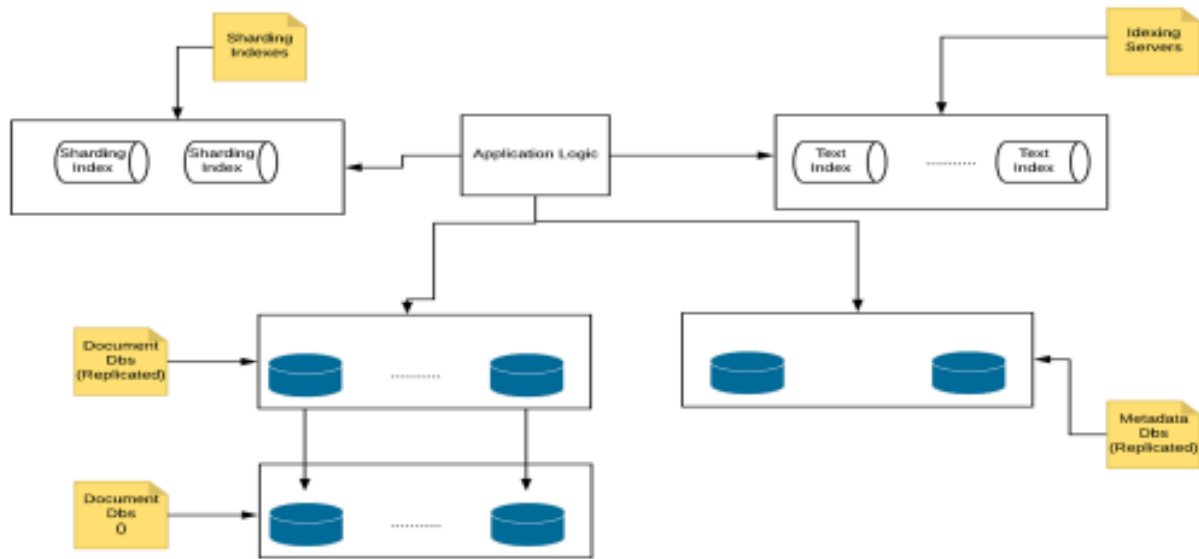 Sharding
Indexes
Idexing
Servers
Sharding
Index
Sharding
Index
Application Logic
Text
Index
..........
Text
Index
Document
Dbs
(Replicated)
..........
Metadata
Dbs
(Replicated)
Document
Dbs
()
..........